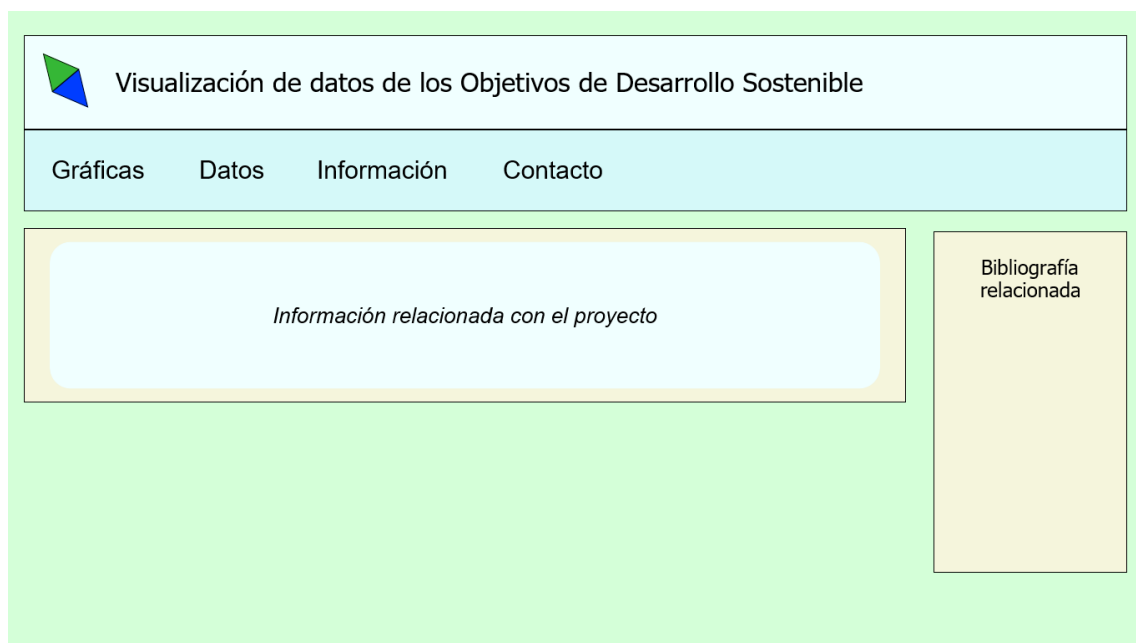 Visualización de datos de los Objetivos de Desarrollo Sostenible
Gráficas Datos Información Contacto
Información relacionada con el proyecto
Bibliografía
relacionada